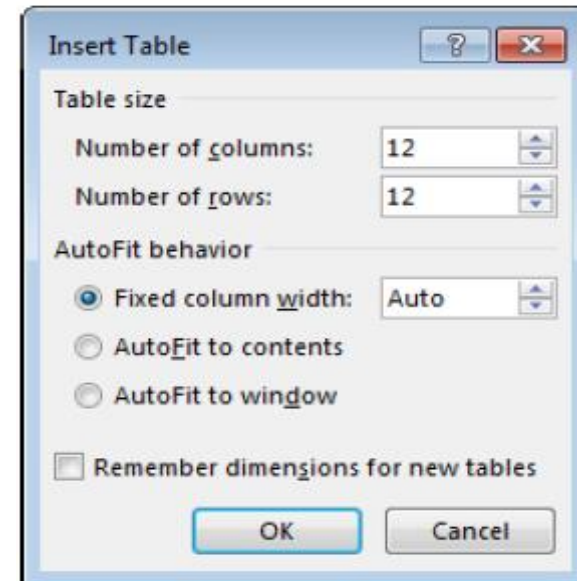 Insert Table
Table size
Number of columns: 12
Number of rows: 12
AutoFit behavior
Fixed column width: Auto
AutoFit to contents
AutoFit to window
Remember dimensions for new tables
OK Cancel